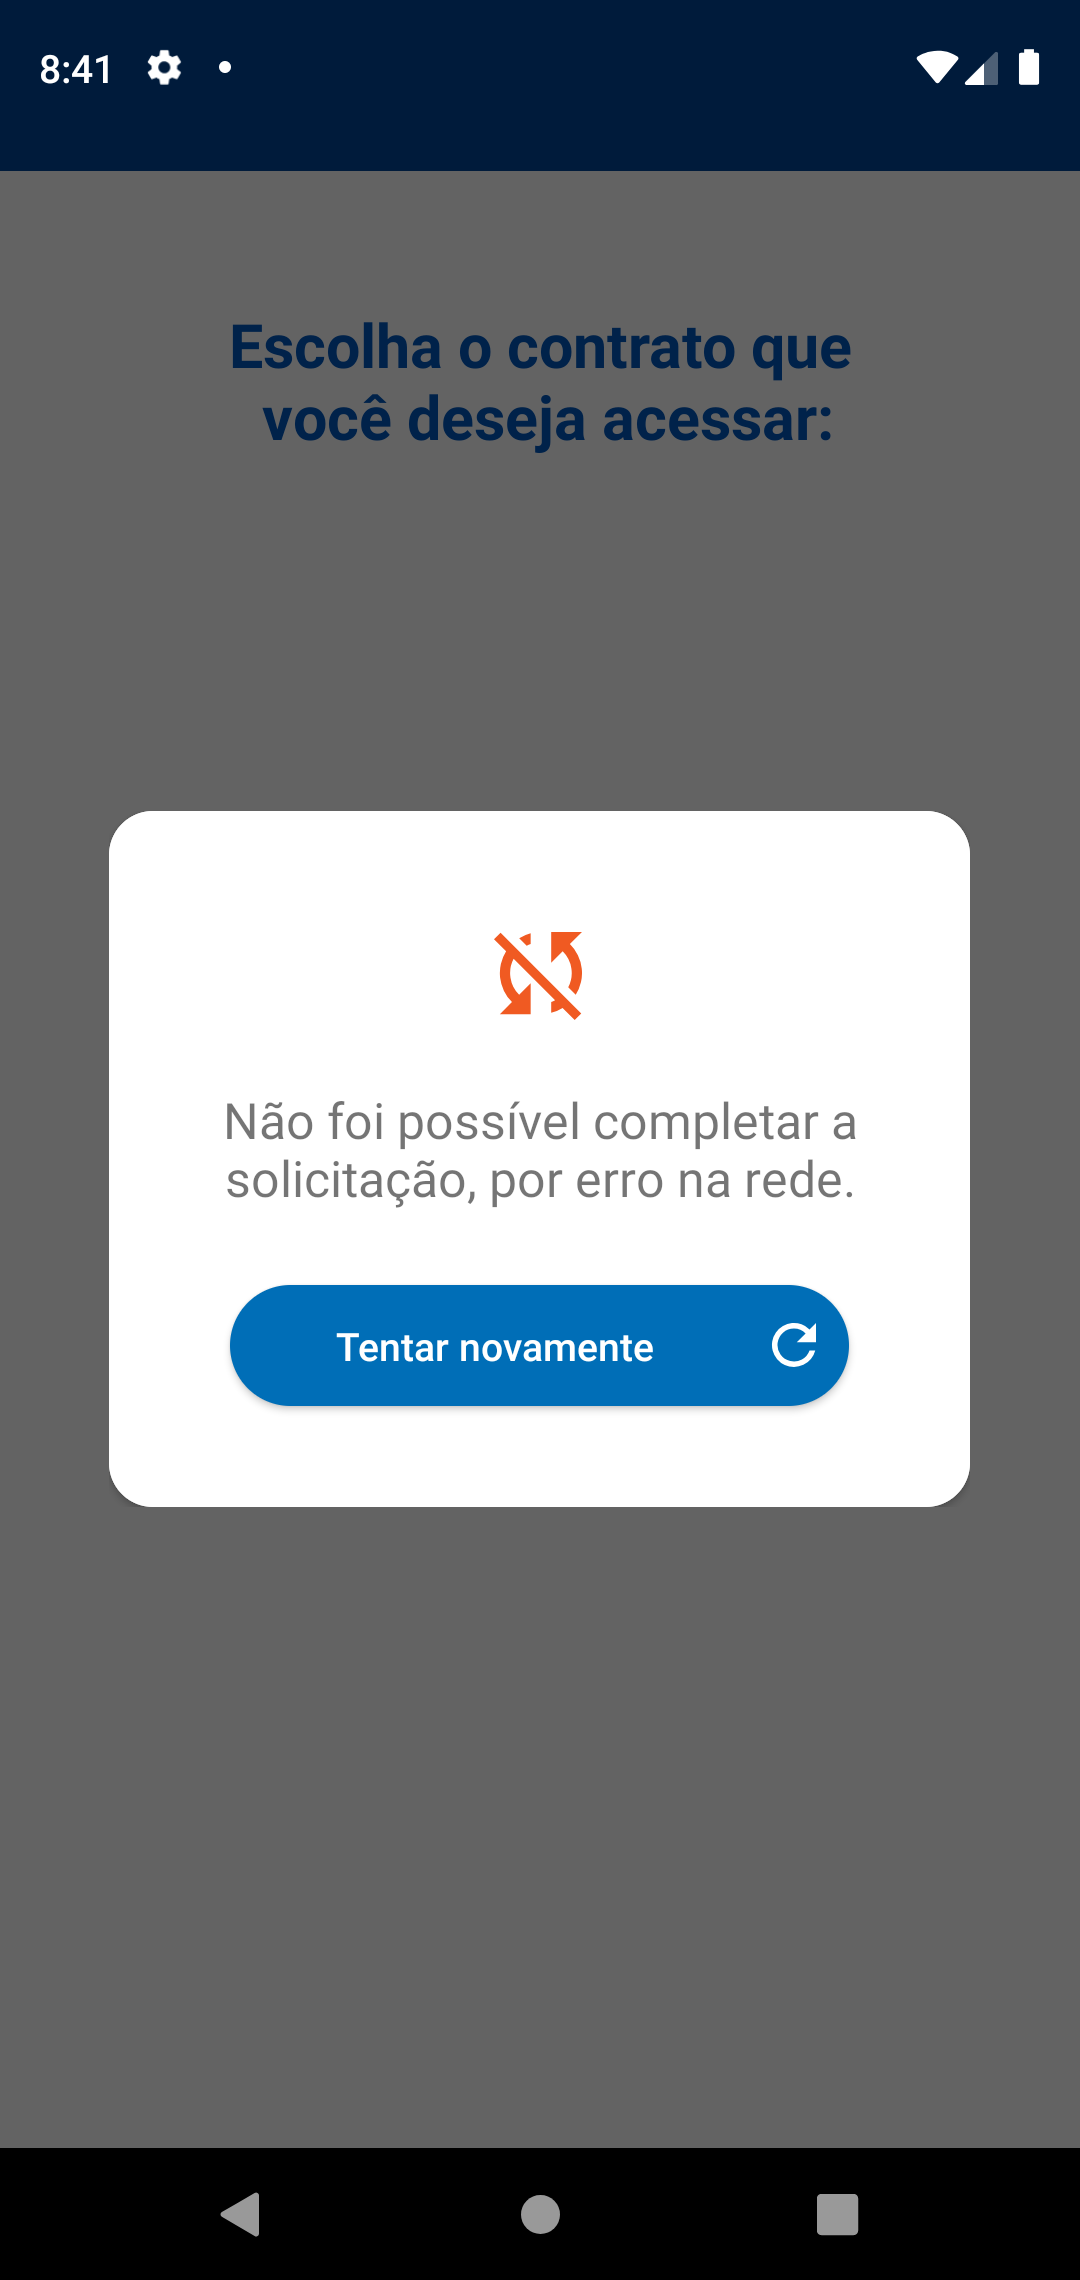 8:41
Escolha o contrato que
você deseja acessar:
Não foi possível completar a
solicitação, por erro na rede.
Tentar novamente